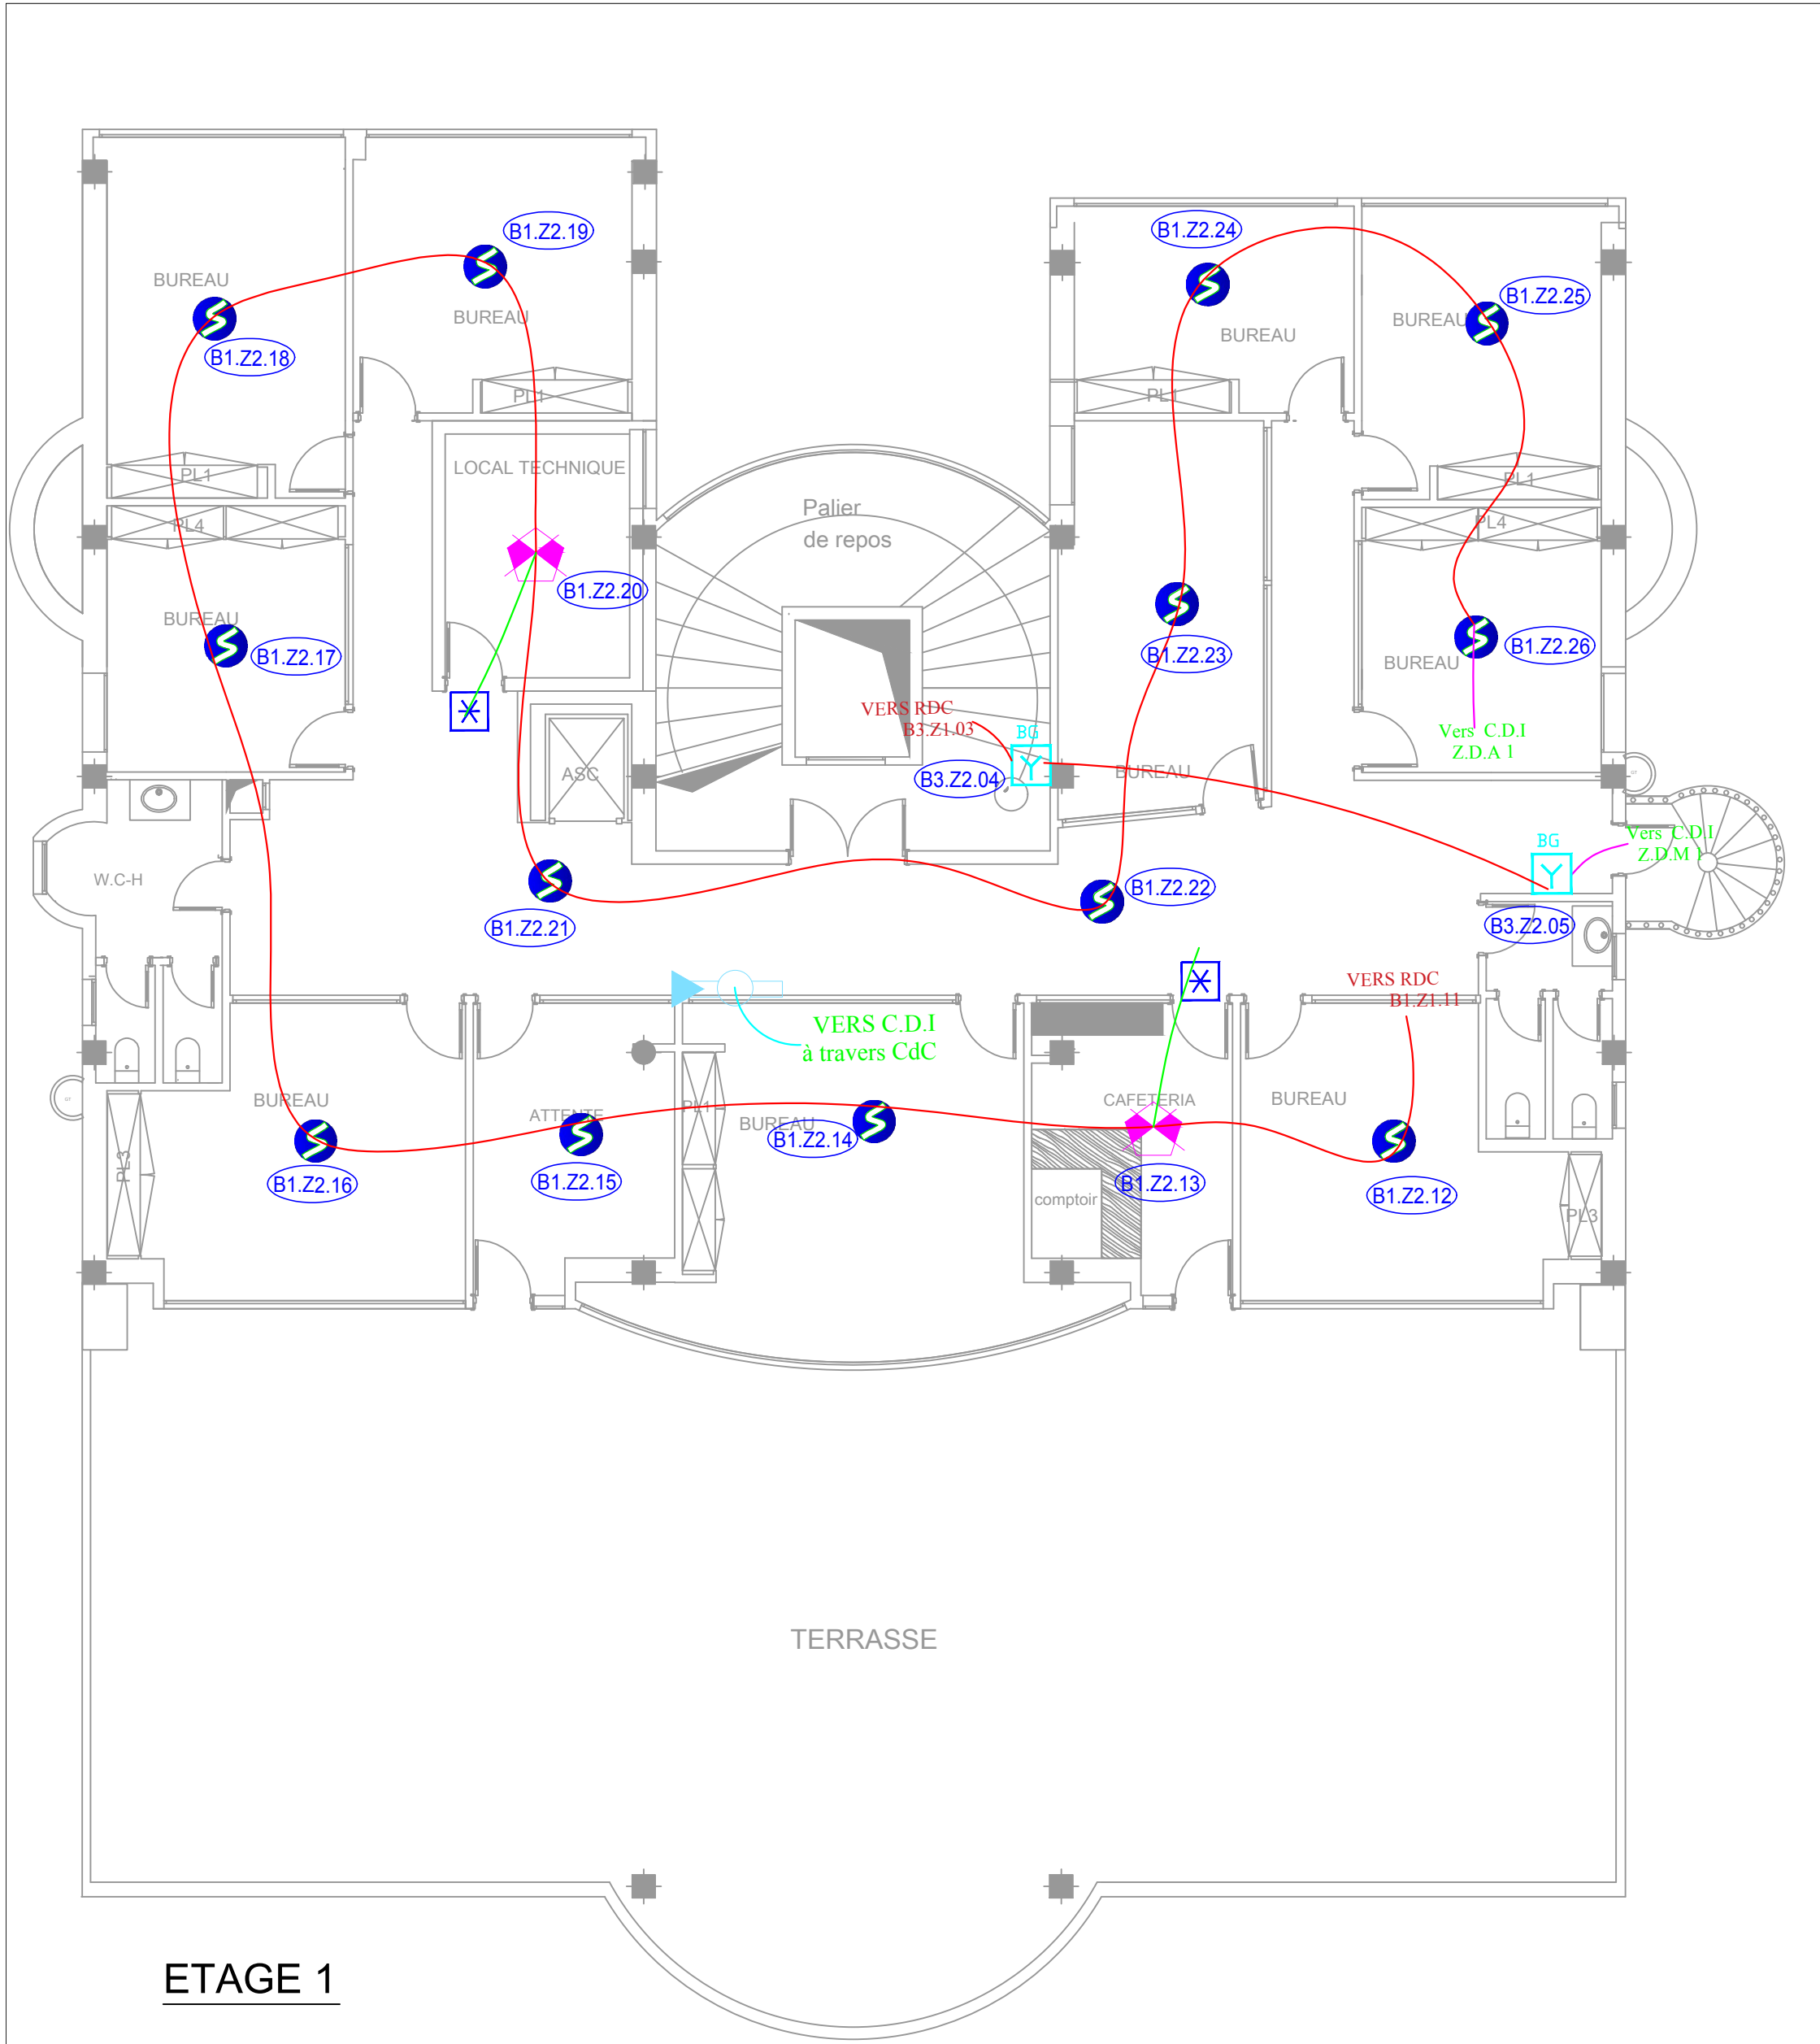 B1.Z2.19
B1.Z2.24
BUREAU
B1.Z2.25
BUREAU
BUREAU
BUREAU
B1.Z2.18
BUREAU
PL1
PL1
LOCAL TECHNIQUE
PL1
PL1
Palier
de repos
PL4
PL4
B1.Z2.20
BUREAU
B1.Z2.17
B1.Z2.23
B1.Z2.26
BUREAU
VERS RDC
B3.Z1.03
BG
Vers C.D.I
Z.D.A 1
ASC
B3.Z2.04
BUREAU
Vers C.D.I
Z.D.M 1
BG
W.C-H
B1.Z2.22
B1.Z2.21
B3.Z2.05
VERS RDC
B1.Z1.11
VERS C.D.I
à travers CdC
BUREAU
ATTENTE
PL1
BUREAU
CAFETERIA
BUREAU
B1.Z2.14
PL3
B1.Z2.16
B1.Z2.15
B1.Z2.13
comptoir
B1.Z2.12
PL3
TERRASSE
ETAGE 1